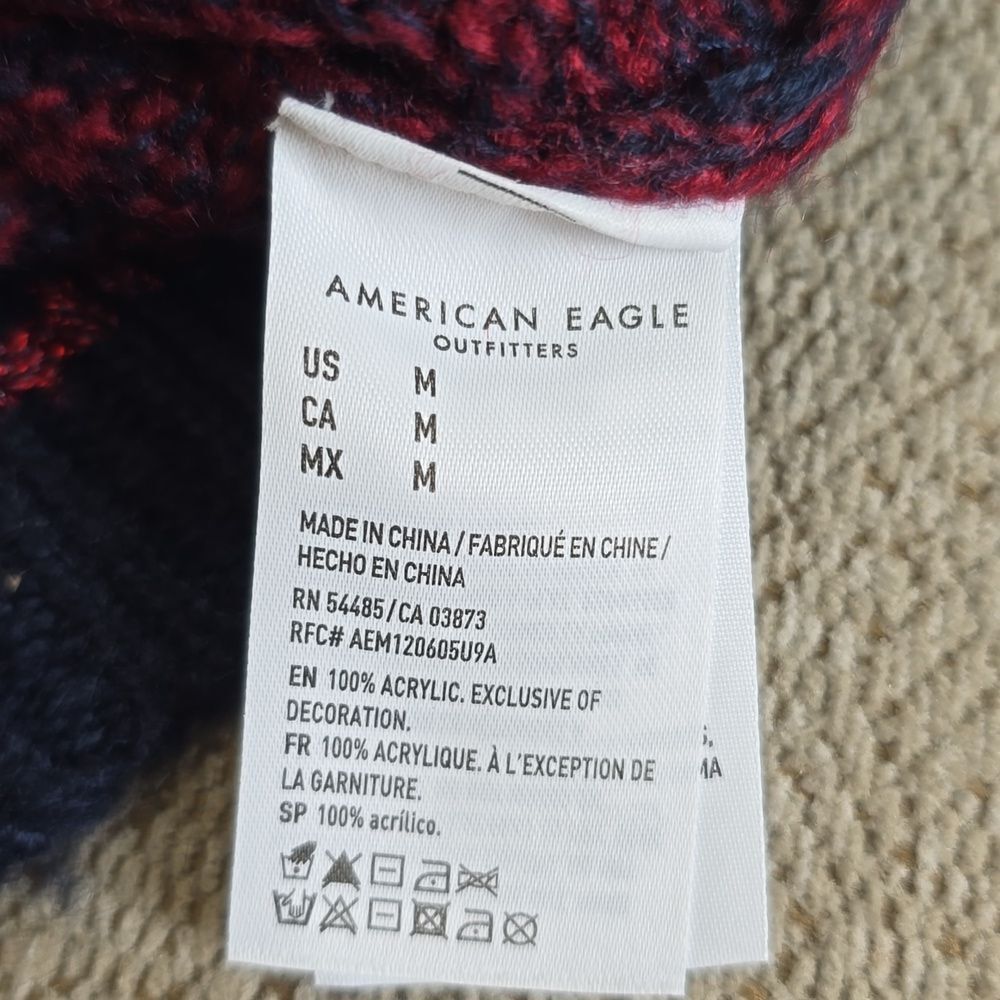 AMERICAN EAGLE
OUTFITTERS
US M
CA M
MX M
MADE IN CHINA / FABRIQUÉ EN CHINE /
HECHO EN CHINA
RN 54485/CA 03873
RFC# AEM120605U9A
EN 100% ACRYLIC. EXCLUSIVE OF
DECORATION.
FR 100% ACRYLIQUE. À L'EXCEPTION DE
LA GARNITURE.
SP 100% acrílico.